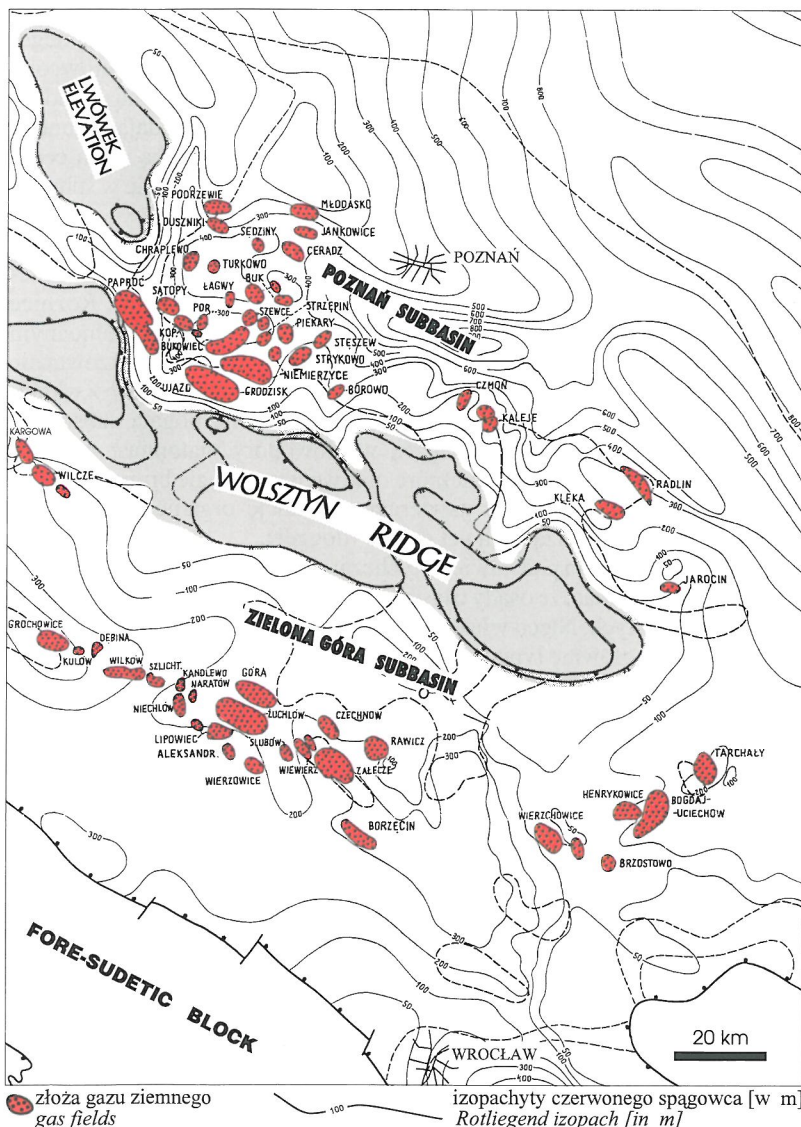 LWÓWEK
ELEVATION
PODRZEWIE
DUSZNIKI
MŁODASKO
SĘDZINY
JANKOWICE
CHRAPLEWO
CERADZ
TURKOWO
POZNAŃ
BUK
ŁAGWY
PAPROĆ
SĄTOPY
STRZĘPIN
POZNAŃ SUBBASIN
POR.
SZEWCE
PIEKARY
KOP.
BUKOWIEC
STĘSZEW
STRYKOWO
NIEMIERZYCE
UJAZD
GRODZISK
BOROWO
CZMOŃ
KALEJE
KARGOWA
WILCZE
WOLSZTYN RIDGE
RADLIN
KLĘKA
JAROCIN
ZIELONA GÓRA SUBBASIN
GROCHOWICE
DĘBINA
KULÓW
WILKÓW
SZLICHT.
KANDLEWO
NARATÓW
GÓRA
NIECHLÓW
ŻUCHLÓW
CZECHNÓW
LIPOWIEC
ALEKSANDR.
SŁUBÓW
RAWICZ
WIERZOWICE
WIEWIERZ
ZAŁĘCZE
TARCHAŁY
HENRYKOWICE
BOGDAJ-
UCIECHÓW
BORZĘCIN
WIERZCHOWICE
BRZOSTOWO
FORE-SUDETIC BLOCK
WROCŁAW
20 km
złoża gazu ziemnego
gas fields
100
izopachyty czerwonego spągowca [w m]
Rotliegend izopach [in m]